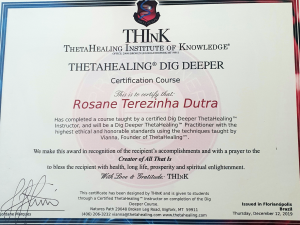 THInK
THETAHEALING INSTITUTE OF KNOWLEDGE®
THETAHEALING® DIG DEEPER
Certification Course
This is to certify that:
Rosane Terezinha Dutra
Has completed a course taught by a certified Dig Deeper ThetaHealing™
Instructor, and will be a Dig Deeper ThetaHealing™ Practitioner with the
highest ethical and honorable standards using the techniques taught by
Vianna, Founder of ThetaHealing™.
We make this award in recognition of the recipient's accomplishments and with a prayer to the
Creator of All That Is
to bless the recipient with health, long life, prosperity and spiritual enlightenment.
With Love & Gratitude: THInK
This certificate has been designed by THInK and is given to students
through a Certified ThetaHealing™ Instructor on completion of the Dig
Deeper Course.
Issued in Florianópolis
Brazil
Thursday, December 12, 2015